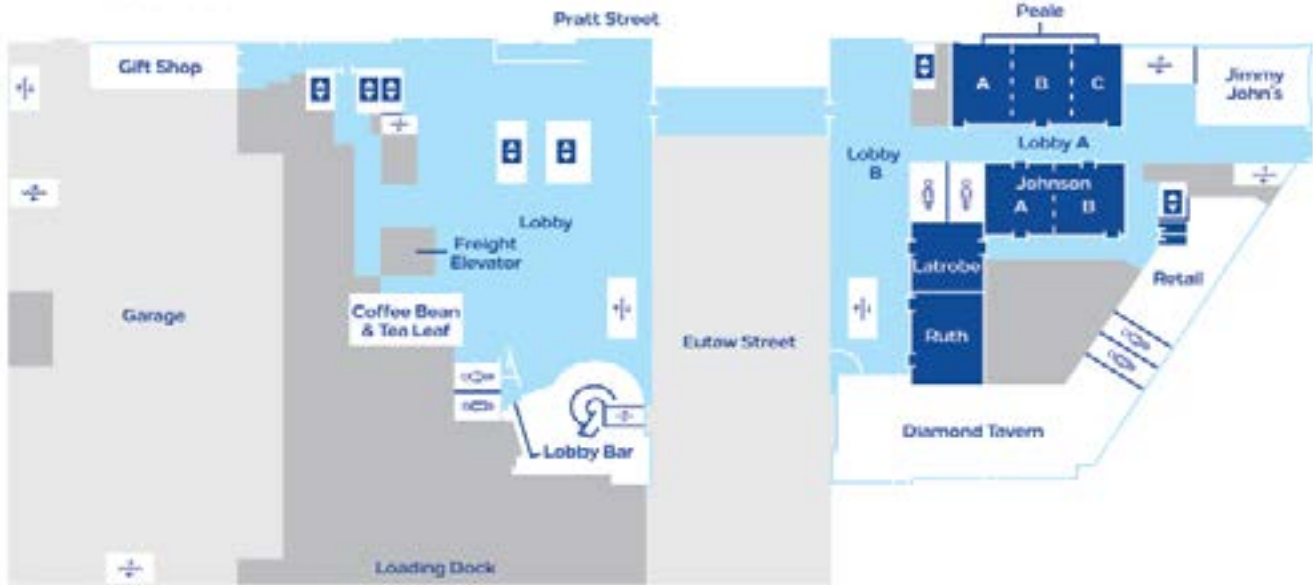 Pratt Street
Peale
Gift Shop
A
B
C
Jimmy
John's
Lobby A
Lobby
B
Johnson
A
B
Lobby
Freight
Elevator
Latrobe
Retail
Coffee Bean
& Tea Leaf
Garage
Eutaw Street
Ruth
Diamond Tavern
Lobby Bar
Loading Dock